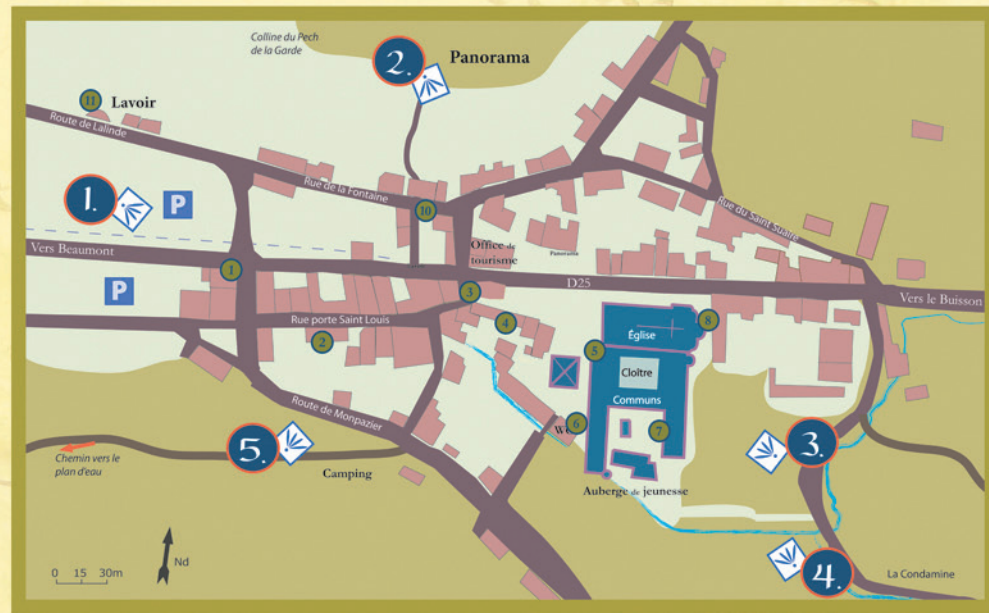 Colline du Pech
de la Garde
2.
Panorama
11
Lavoir
Route de Lalinde
1.
P
Rue de la Fontaine
10
Rue du Saint Suaire
Vers Beaumont
Office de
tourisme
Panorama
1
P
3
D25
Vers le Buisson
Rue porte Saint Louis
2
4
8
Église
5
Cloître
Communs
Route de Monpazier
6
7
5.
3.
Chemin vers le
plan d'eau
Camping
Auberge de jeunesse
Nd
0 15 30m
4.
La Condamine